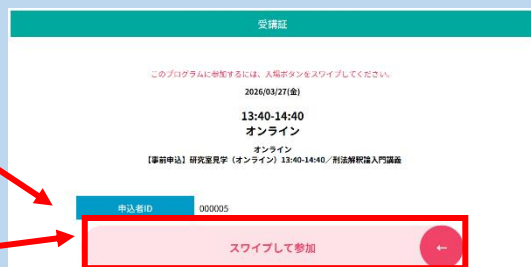 受講証
このプログラムに参加するには、入場ボタンをスワイプしてください。
2026/03/27(金)
13:40-14:40
オンライン
オンライン
【事前申込】研究室見学（オンライン）13:40-14:40／刑法解釈論入門講義
申込者ID 000005
スワイプして参加 ←